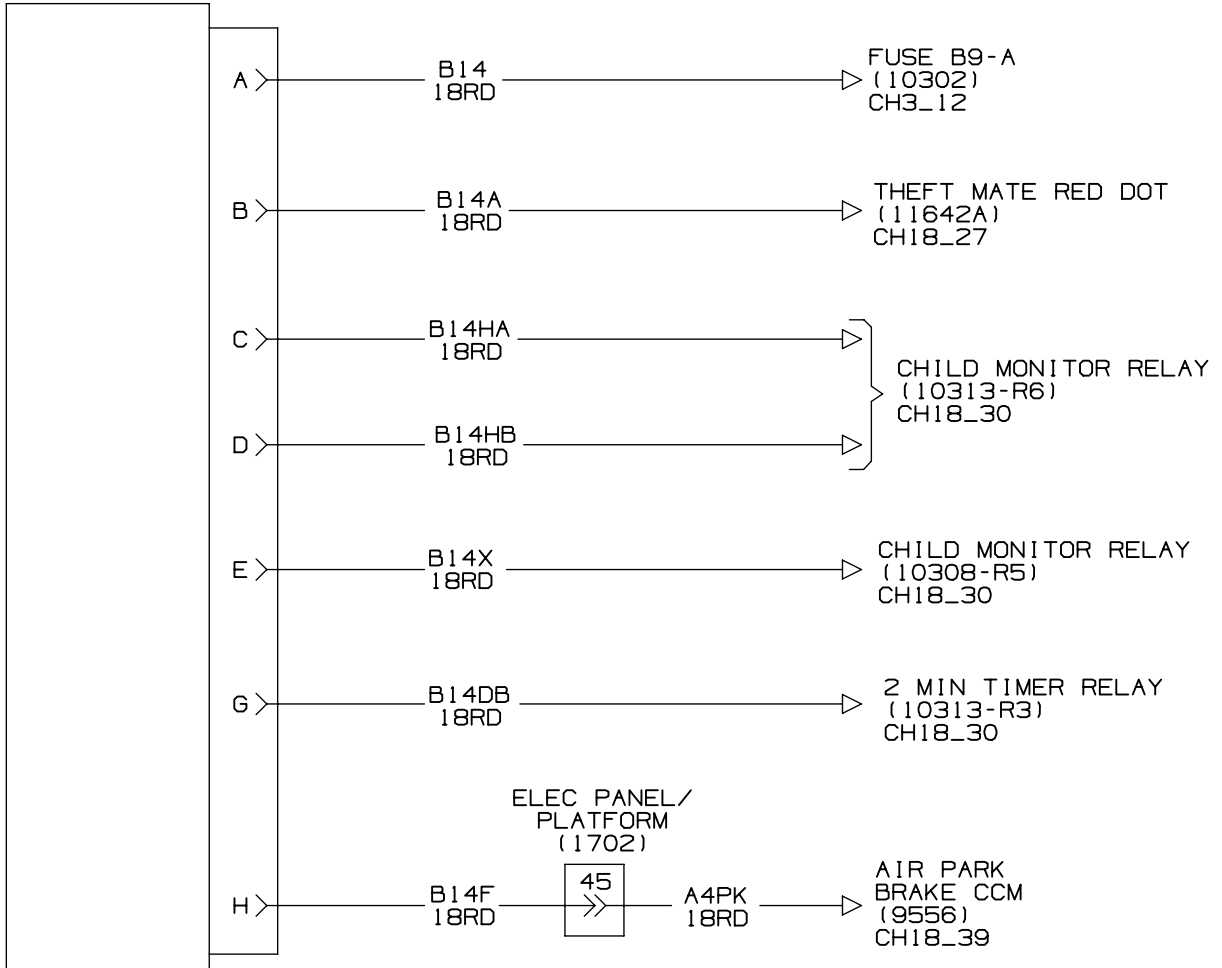 A
B14
18RD
FUSE B9-A
(10302)
CH3_12
B
B14A
18RD
THEFT MATE RED DOT
(11642A)
CH18_27
C
B14HA
18RD
D
B14HB
18RD
CHILD MONITOR RELAY
(10313-R6)
CH18_30
E
B14X
18RD
CHILD MONITOR RELAY
(10308-R5)
CH18_30
G
B14DB
18RD
2 MIN TIMER RELAY
(10313-R3)
CH18_30
ELEC PANEL/
PLATFORM
(1702)
H
B14F
18RD
45
A4PK
18RD
AIR PARK
BRAKE CCM
(9556)
CH18_39